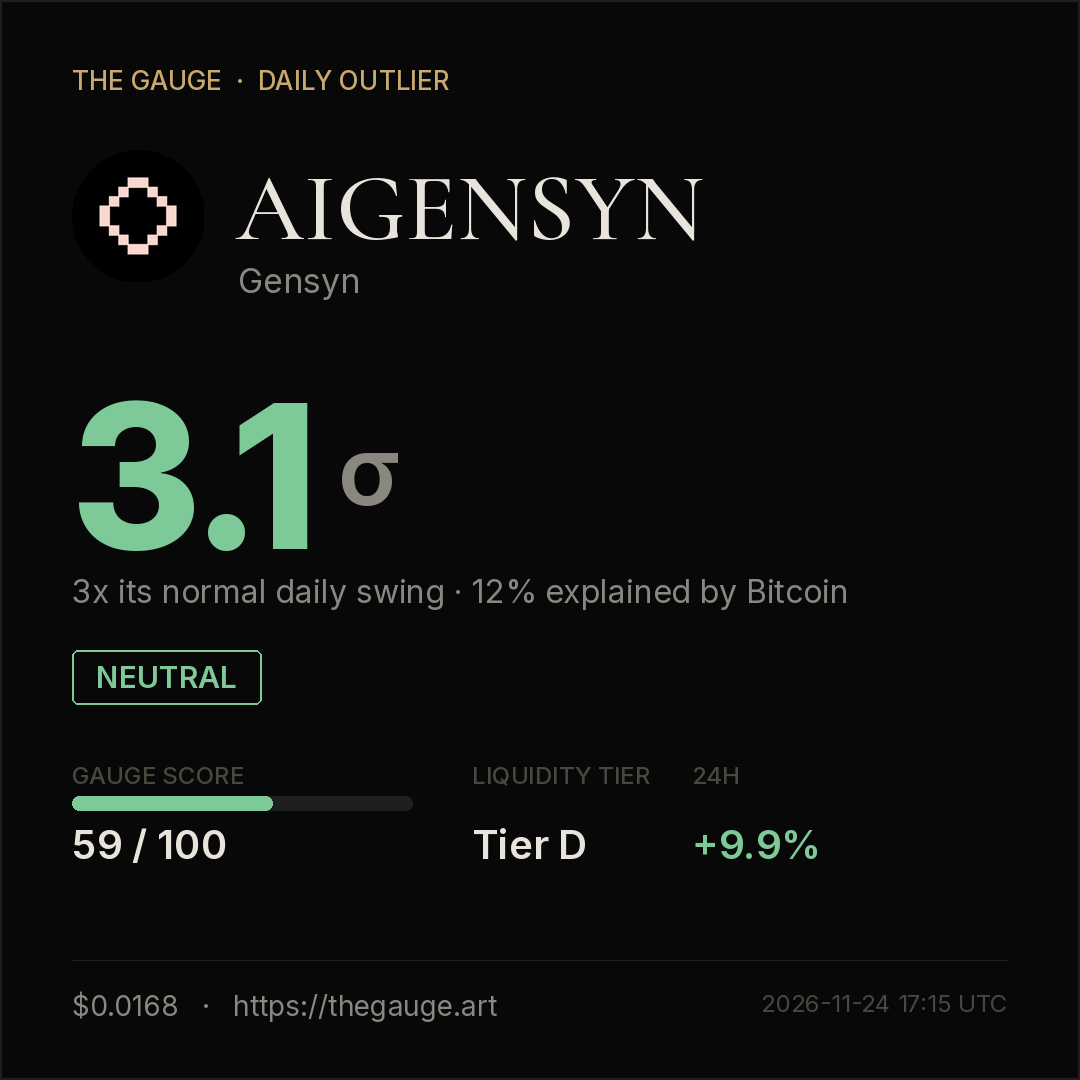 THE GAUGE · DAILY OUTLIER
AIGENSYN
Gensyn
3.1 σ
3x its normal daily swing · 12% explained by Bitcoin
NEUTRAL
GAUGE SCORE LIQUIDITY TIER 24H
59 / 100 Tier D +9.9%
$0.0168 · https://thegauge.art 2026-11-24 17:15 UTC